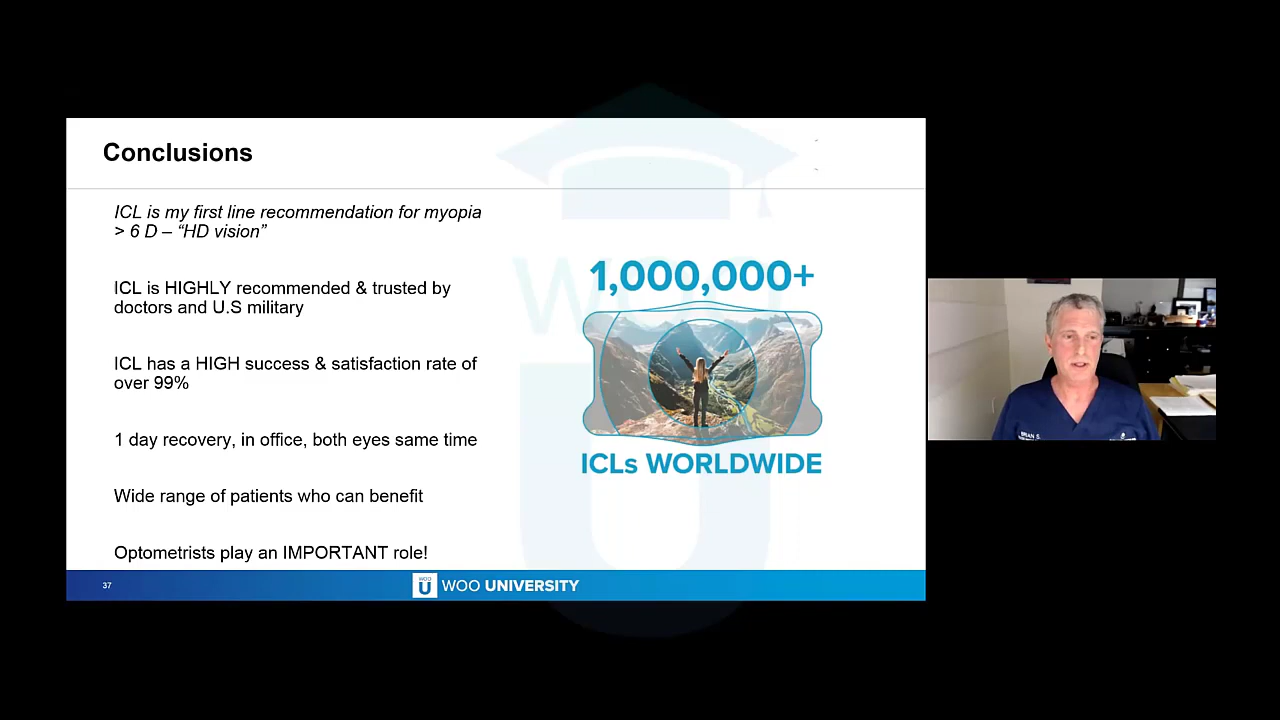 Conclusions
ICL is my first line recommendation for myopia
> 6 D – “HD vision”
ICL is HIGHLY recommended & trusted by
doctors and U.S military
ICL has a HIGH success & satisfaction rate of
over 99%
1 day recovery, in office, both eyes same time
Wide range of patients who can benefit
Optometrists play an IMPORTANT role!
1,000,000+
ICLs WORLDWIDE
WOO
U
37
WOO
U
WOO UNIVERSITY
BRIAN S.